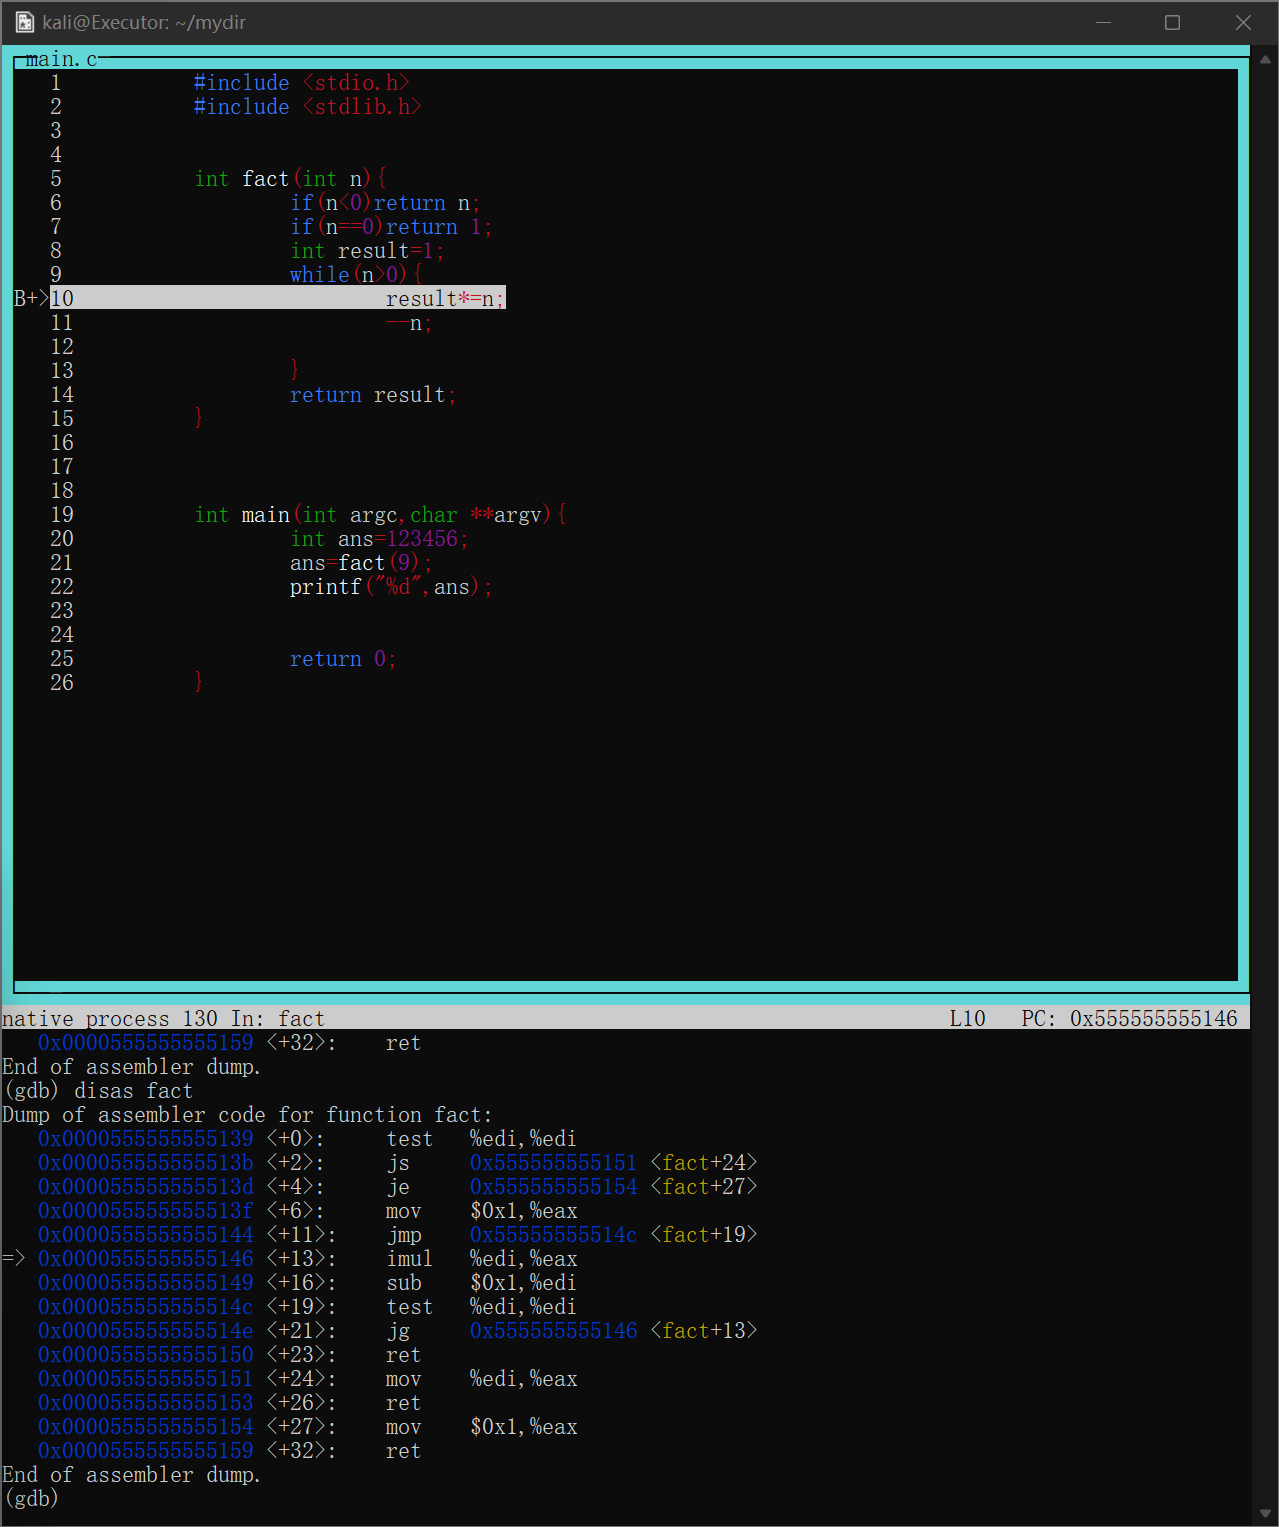 kali@Executor: ~/mydir
main.c
1 #include <stdio.h>
2 #include <stdlib.h>
3
4
5 int fact(int n){
6 if(n<0)return n;
7 if(n==0)return 1;
8 int result=1;
9 while(n>0){
B+>10 result*=n;
11 --n;
12
13 }
14 return result;
15 }
16
17
18
19 int main(int argc,char **argv){
20 int ans=123456;
21 ans=fact(9);
22 printf("%d",ans);
23
24
25 return 0;
26 }
native process 130 In: fact L10 PC: 0x555555555146
0x0000555555555159 <+32>: ret
End of assembler dump.
(gdb) disas fact
Dump of assembler code for function fact:
0x0000555555555139 <+0>: test %edi,%edi
0x000055555555513b <+2>: js 0x555555555151 <fact+24>
0x000055555555513d <+4>: je 0x555555555154 <fact+27>
0x000055555555513f <+6>: mov $0x1,%eax
0x0000555555555144 <+11>: jmp 0x55555555514c <fact+19>
=> 0x0000555555555146 <+13>: imul %edi,%eax
0x0000555555555149 <+16>: sub $0x1,%edi
0x000055555555514c <+19>: test %edi,%edi
0x000055555555514e <+21>: jg 0x555555555146 <fact+13>
0x0000555555555150 <+23>: ret
0x0000555555555151 <+24>: mov %edi,%eax
0x0000555555555153 <+26>: ret
0x0000555555555154 <+27>: mov $0x1,%eax
0x0000555555555159 <+32>: ret
End of assembler dump.
(gdb)